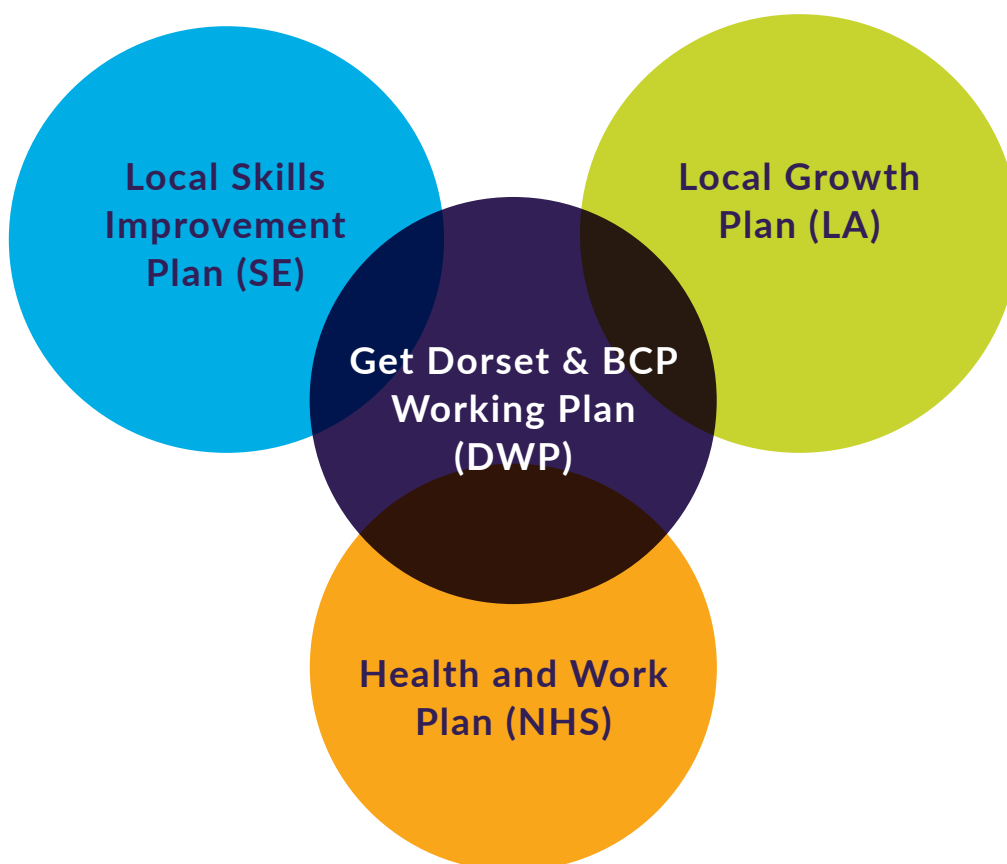 Local Skills
Improvement
Plan (SE)
Local Growth
Plan (LA)
Get Dorset & BCP
Working Plan
(DWP)
Health and Work
Plan (NHS)